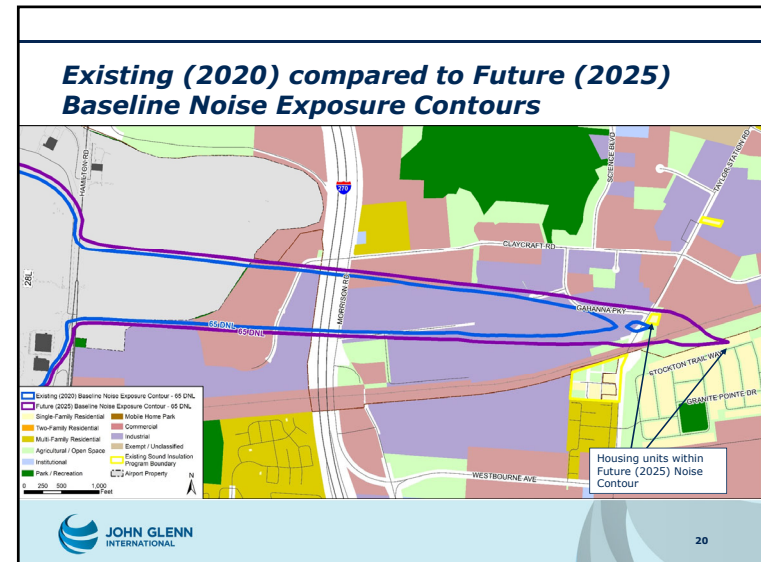 Existing (2020) compared to Future (2025)
Baseline Noise Exposure Contours
HAMILTON RD
28L
270
MORRISON RD
SCIENCE BLVD
TAYLOR STATION RD
CLAYCRAFT RD
GAHANNA PKY
65 DNL
65 DNL
STOCKTON TRAIL WAY
GRANITE POINTE DR
WESTBOURNE AVE
Housing units within
Future (2025) Noise
Contour
Existing (2020) Baseline Noise Exposure Contour - 65 DNL
Future (2025) Baseline Noise Exposure Contour - 65 DNL
Single-Family Residential
Two-Family Residential
Multi-Family Residential
Agricultural / Open Space
Institutional
Park / Recreation
Mobile Home Park
Commercial
Industrial
Exempt / Unclassified
Existing Sound Insulation
Program Boundary
Airport Property
0 250 500 1,000
Feet
N
JOHN GLENN
INTERNATIONAL
20